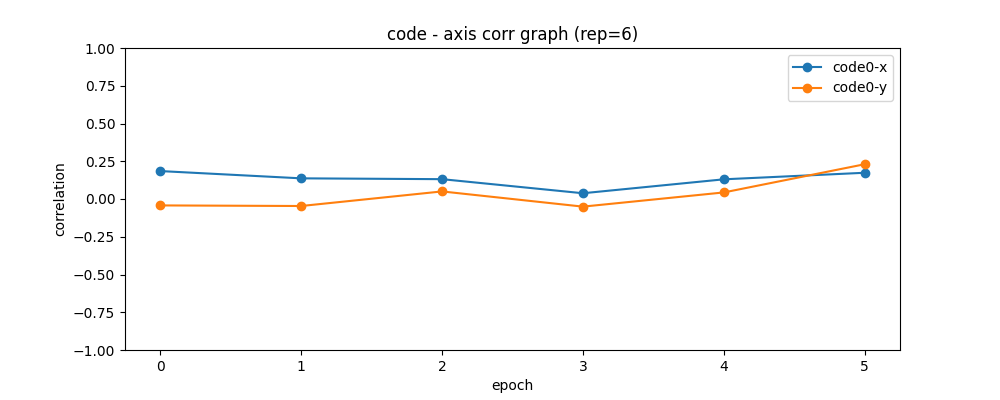 code - axis corr graph (rep=6)
1.00
0.75
0.50
0.25
0.00
−0.25
−0.50
−0.75
−1.00
correlation
code0-x
code0-y
0 1 2 3 4 5
epoch